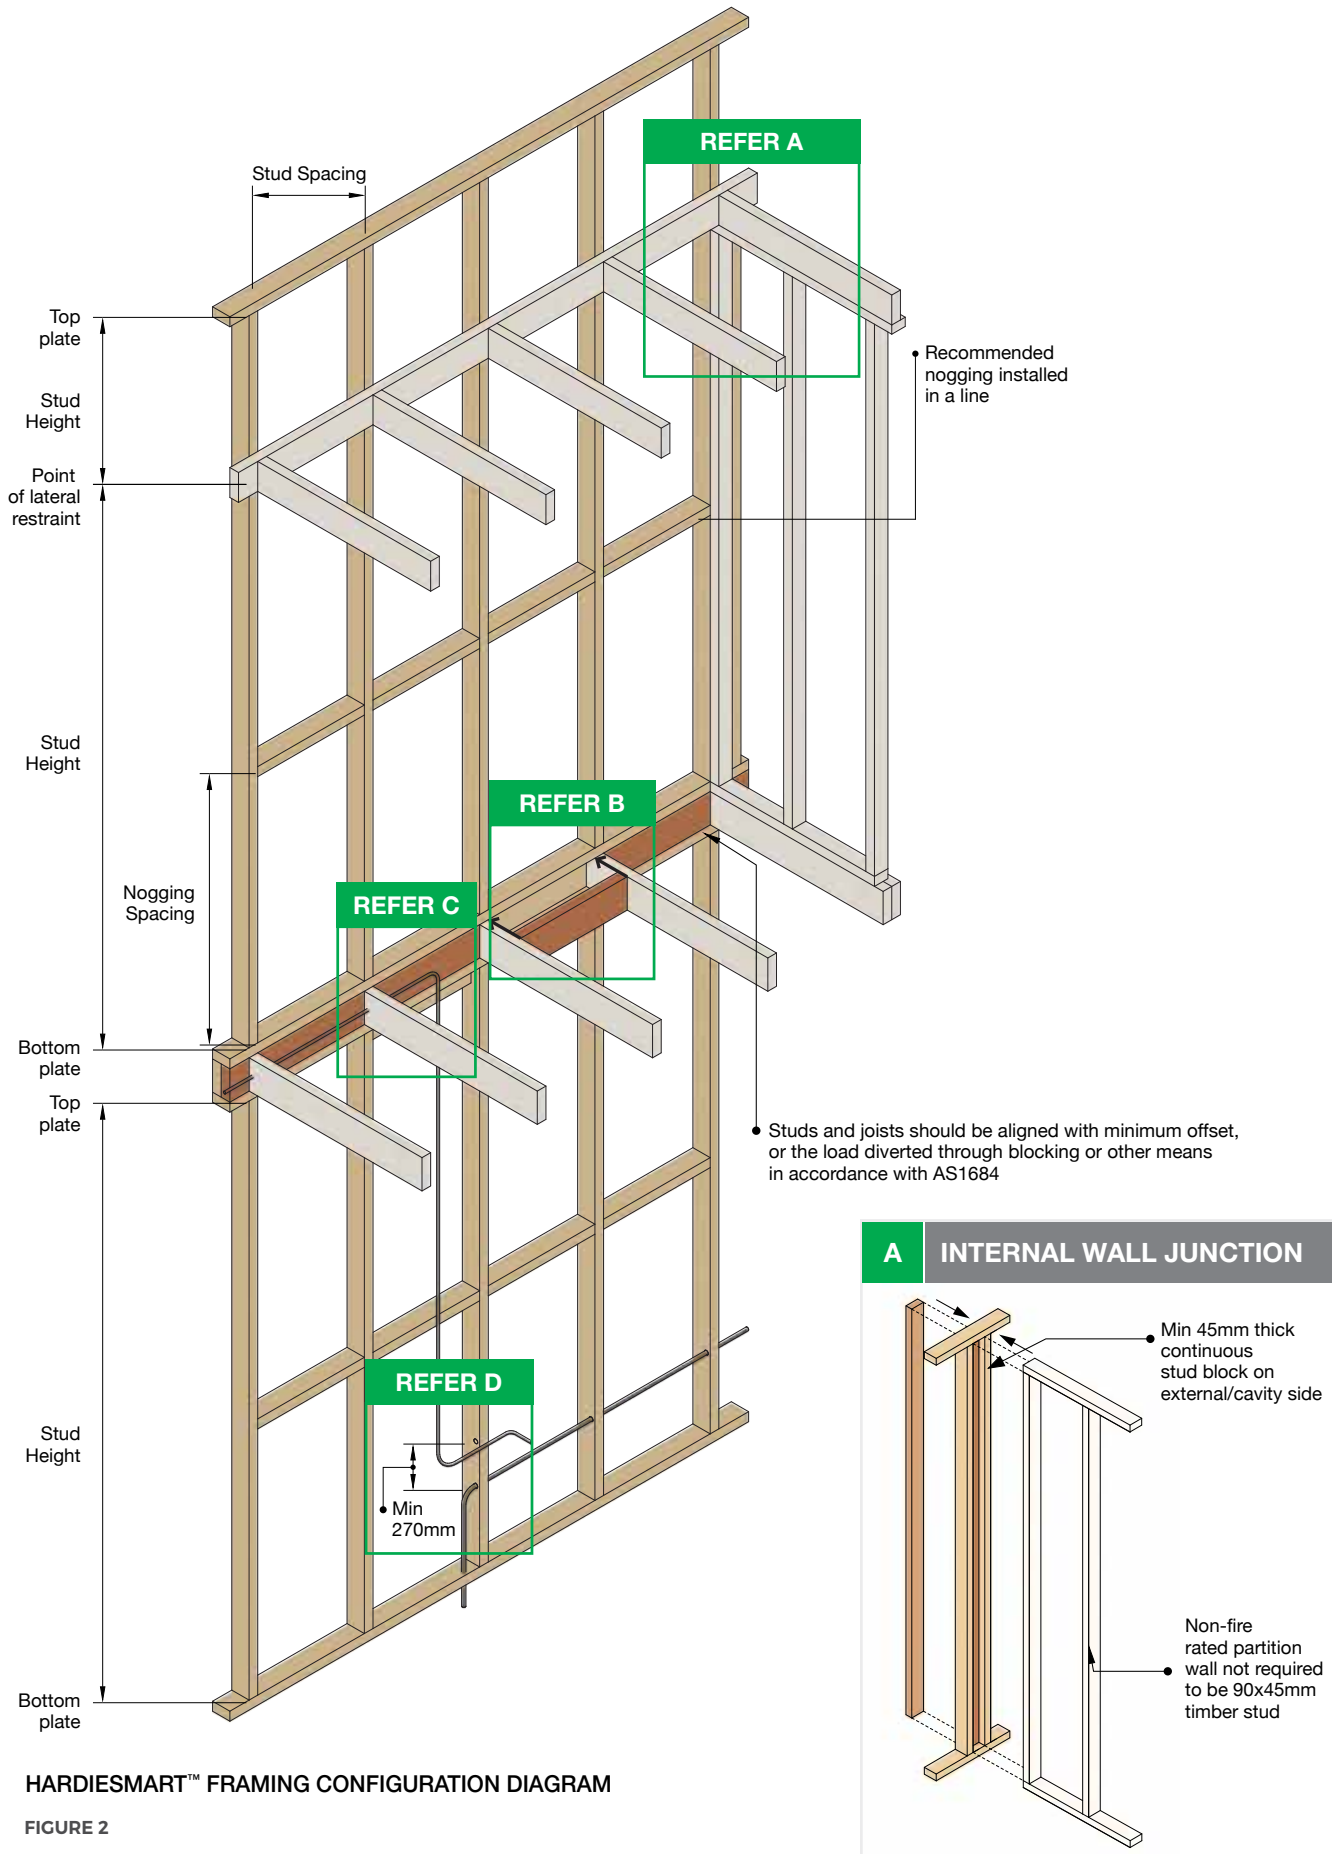 REFER A
Stud Spacing
Top
plate
Stud
Height
Recommended
nogging installed
in a line
Point
of lateral
restraint
Stud
Height
REFER B
Nogging
Spacing
REFER C
Bottom
plate
Top
plate
Studs and joists should be aligned with minimum offset,
or the load diverted through blocking or other means
in accordance with AS1684
A
INTERNAL WALL JUNCTION
Min 45mm thick
continuous
stud block on
external/cavity side
REFER D
Stud
Height
Min
270mm
Non-fire
rated partition
wall not required
to be 90x45mm
timber stud
Bottom
plate
HARDIESMART™ FRAMING CONFIGURATION DIAGRAM
FIGURE 2